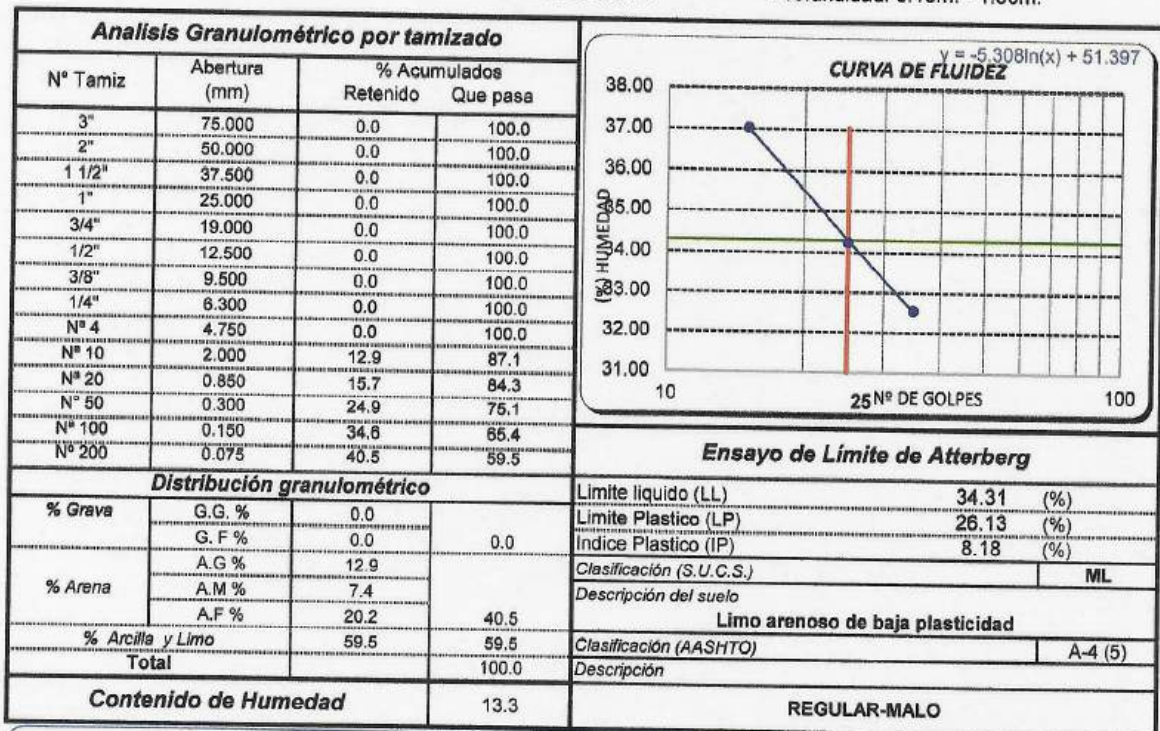 Analisis Granulométrico por tamizado
Nº Tamiz Abertura (mm) % Acumulados
Retenido Que pasa
3" 75.000 0.0 100.0
2" 50.000 0.0 100.0
1 1/2" 37.500 0.0 100.0
1" 25.000 0.0 100.0
3/4" 19.000 0.0 100.0
1/2" 12.500 0.0 100.0
3/8" 9.500 0.0 100.0
1/4" 6.300 0.0 100.0
Nª 4 4.750 0.0 100.0
Nª 10 2.000 12.9 87.1
Nª 20 0.850 15.7 84.3
N° 50 0.300 24.9 75.1
Nª 100 0.150 34.6 65.4
Nº 200 0.075 40.5 59.5
Distribución granulométrico
% Grava G.G. % 0.0
G. F % 0.0 0.0
A.G % 12.9
% Arena A.M % 7.4
A.F % 20.2 40.5
% Arcilla y Limo 59.5 59.5
Total 100.0
Contenido de Humedad 13.3
y = -5.308ln(x) + 51.397
CURVA DE FLUIDEZ
38.00
37.00
36.00
35.00
34.00
33.00
32.00
31.00
(%) HUMEDAD
10 25 Nº DE GOLPES 100
Ensayo de Límite de Atterberg
Limite liquido (LL) 34.31 (%)
Limite Plastico (LP) 26.13 (%)
Indice Plastico (IP) 8.18 (%)
Clasificación (S.U.C.S.) ML
Descripción del suelo
Limo arenoso de baja plasticidad
Clasificación (AASHTO) A-4 (5)
Descripción
REGULAR-MALO